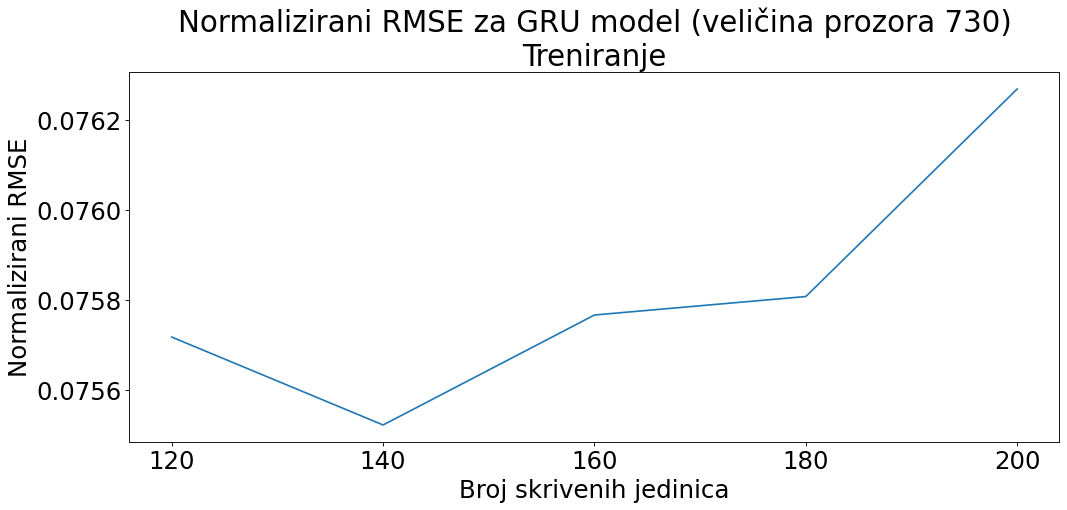 Normalizirani RMSE za GRU model (veličina prozora 730)
Treniranje
Normalizirani RMSE
0.0762
0.0760
0.0758
0.0756
120 140 160 180 200
Broj skrivenih jedinica